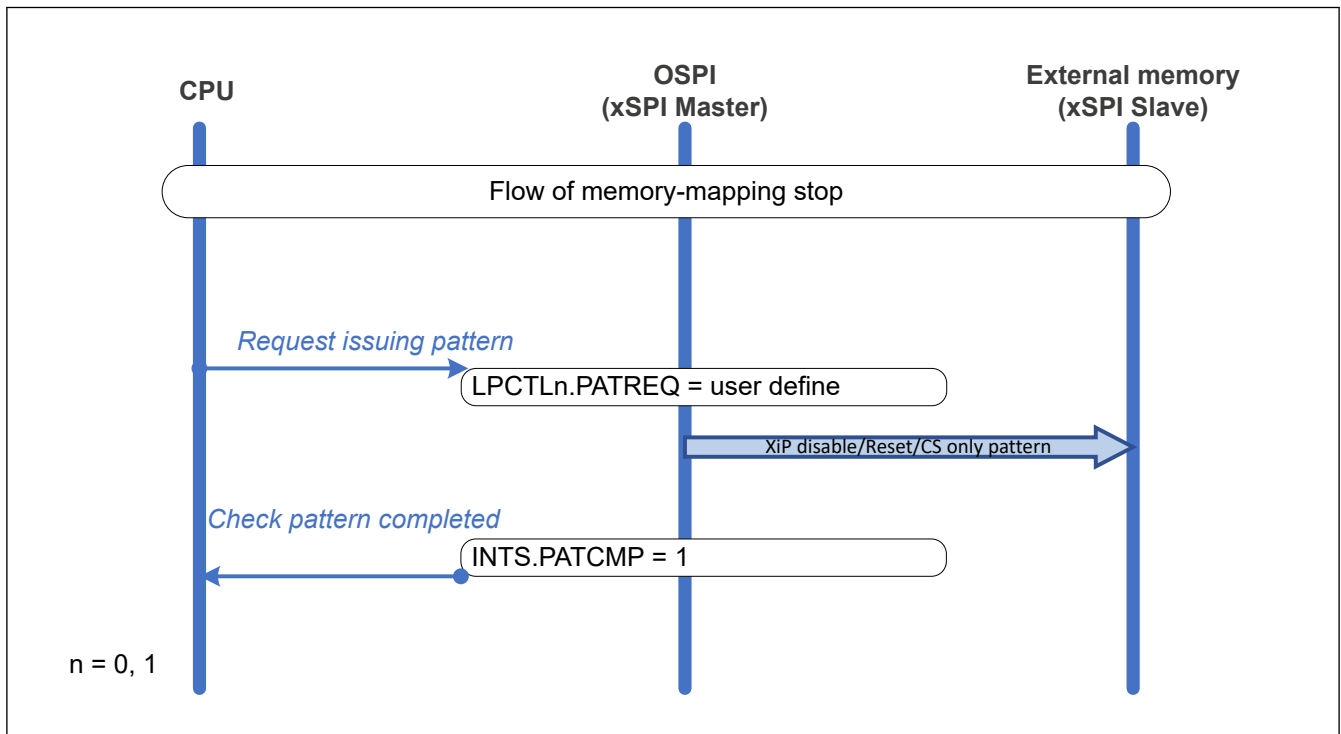 CPU
OSPI
(xSPI Master)
External memory
(xSPI Slave)
Flow of memory-mapping stop
Request issuing pattern
LPCTLn.PATREQ = user define
XiP disable/Reset/CS only pattern
Check pattern completed
INTS.PATCMP = 1
n = 0, 1